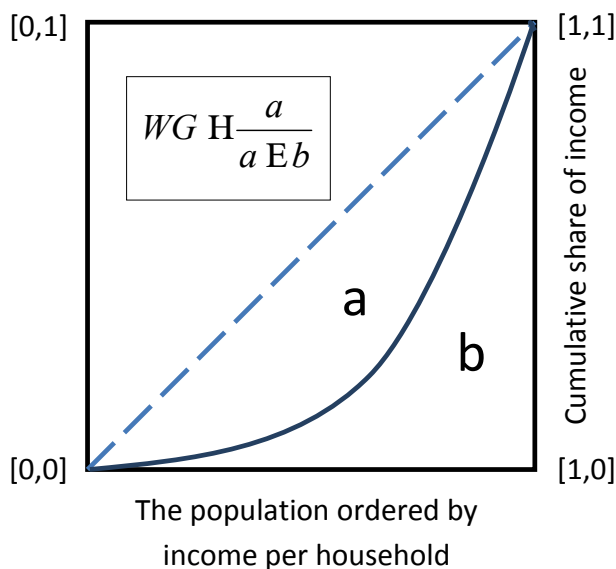 [0,1]
[1,1]
WG H a
a E b
a
b
Cumulative share of income
[0,0]
[1,0]
The population ordered by
income per household